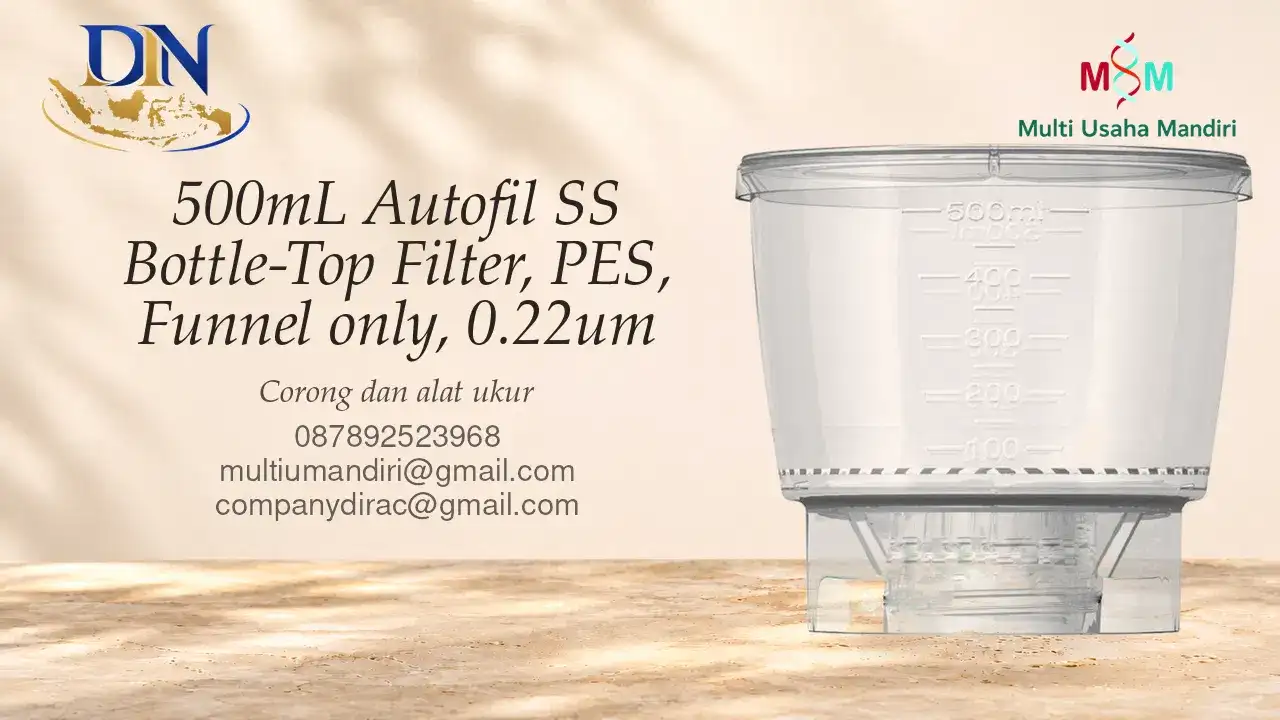 DIN
MSM
Multi Usaha Mandiri
500mL Autofil SS
Bottle-Top Filter, PES,
Funnel only, 0.22um
Corong dan alat ukur
087892523968
multiumandiri@gmail.com
companydirac@gmail.com
500ml
400
300
200
100